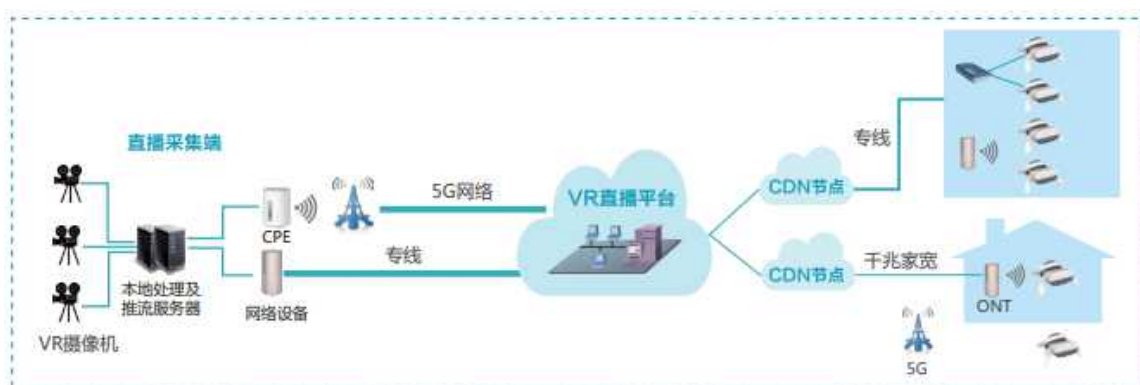 直播采集端
VR摄像机
本地处理及
推流服务器
CPE
网络设备
5G网络
专线
VR直播平台
CDN节点
专线
CDN节点
千兆家宽
ONT
5G